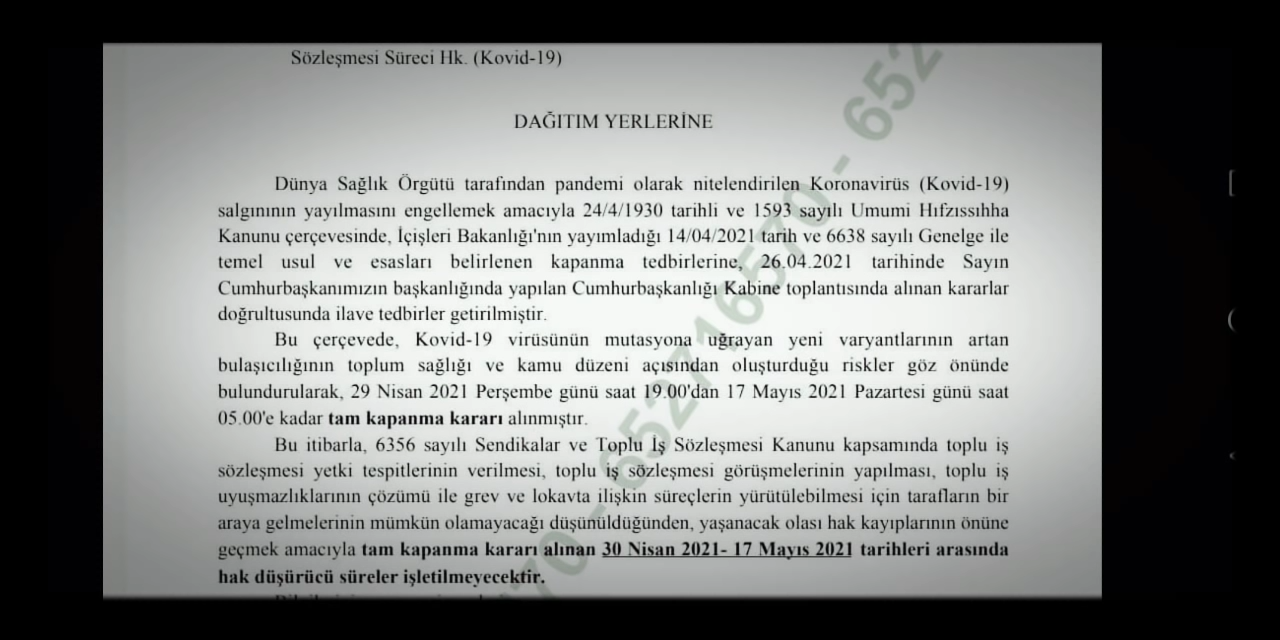 Sözleşmesi Süreci Hk. (Kovid-19)
DAĞITIM YERLERİNE
Dünya Sağlık Örgütü tarafından pandemi olarak nitelendirilen Koronavirüs (Kovid-19)
salgınının yayılmasını engellemek amacıyla 24/4/1930 tarihli ve 1593 sayılı Umumi Hıfzıssıhha
Kanunu çerçevesinde, İçişleri Bakanlığı'nın yayımladığı 14/04/2021 tarih ve 6638 sayılı Genelge ile
temel usul ve esasları belirlenen kapanma tedbirlerine, 26.04.2021 tarihinde Sayın
Cumhurbaşkanımızın başkanlığında yapılan Cumhurbaşkanlığı Kabine toplantısında alınan kararlar
doğrultusunda ilave tedbirler getirilmiştir.
Bu çerçevede, Kovid-19 virüsünün mutasyona uğrayan yeni varyantlarının artan
bulaşıcılığının toplum sağlığı ve kamu düzeni açısından oluşturduğu riskler göz önünde
bulundurularak, 29 Nisan 2021 Perşembe günü saat 19.00'dan 17 Mayıs 2021 Pazartesi günü saat
05.00'e kadar tam kapanma kararı alınmıştır.
Bu itibarla, 6356 sayılı Sendikalar ve Toplu İş Sözleşmesi Kanunu kapsamında toplu iş
sözleşmesi yetki tespitlerinin verilmesi, toplu iş sözleşmesi görüşmelerinin yapılması, toplu iş
uyuşmazlıklarının çözümü ile grev ve lokavta ilişkin süreçlerin yürütülebilmesi için tarafların bir
araya gelmelerinin mümkün olamayacağı düşünüldüğünden, yaşanacak olası hak kayıplarının önüne
geçmek amacıyla tam kapanma kararı alınan 30 Nisan 2021- 17 Mayıs 2021 tarihleri arasında
hak düşürücü süreler işletilmeyecektir.
70 - 652716570 - 652